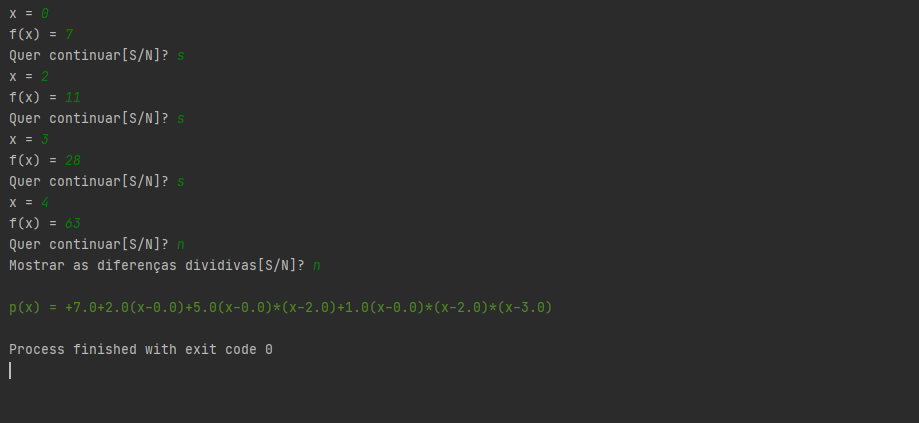 x = 0
f(x) = 7
Quer continuar[S/N]? s
x = 2
f(x) = 11
Quer continuar[S/N]? s
x = 3
f(x) = 28
Quer continuar[S/N]? s
x = 4
f(x) = 63
Quer continuar[S/N]? n
Mostrar as diferenças dividivas[S/N]? n
p(x) = +7.0+2.0(x-0.0)+5.0(x-0.0)*(x-2.0)+1.0(x-0.0)*(x-2.0)*(x-3.0)
Process finished with exit code 0